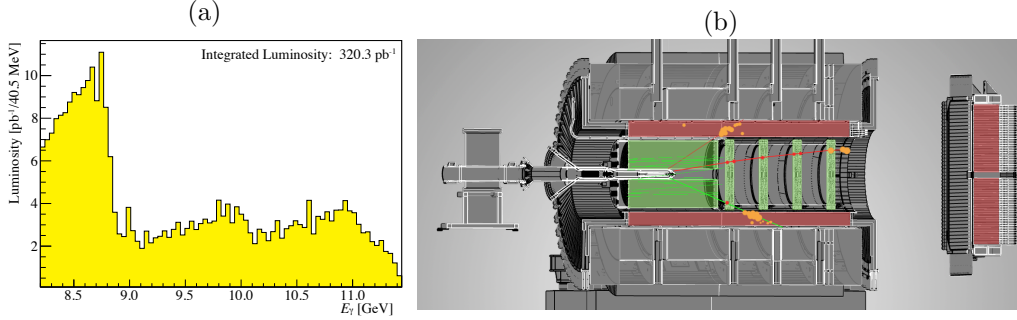 (a)
Luminosity [pb⁻¹/40.5 MeV]
Integrated Luminosity: 320.3 pb⁻¹
10
8
6
4
2
8.5 9.0 9.5 10.0 10.5 11.0
Eγ [GeV]
(b)